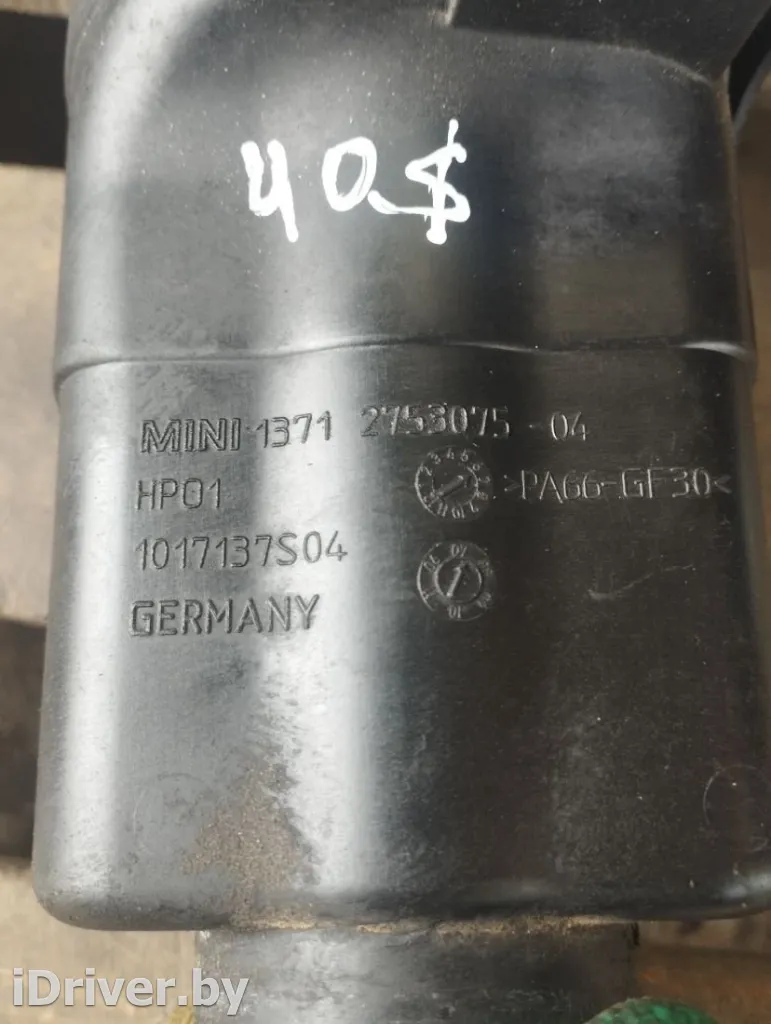 40$
MINI 1371 2753075-04
HP01 >PA66-GF30<
1017137S04
GERMANY
iDriver.by